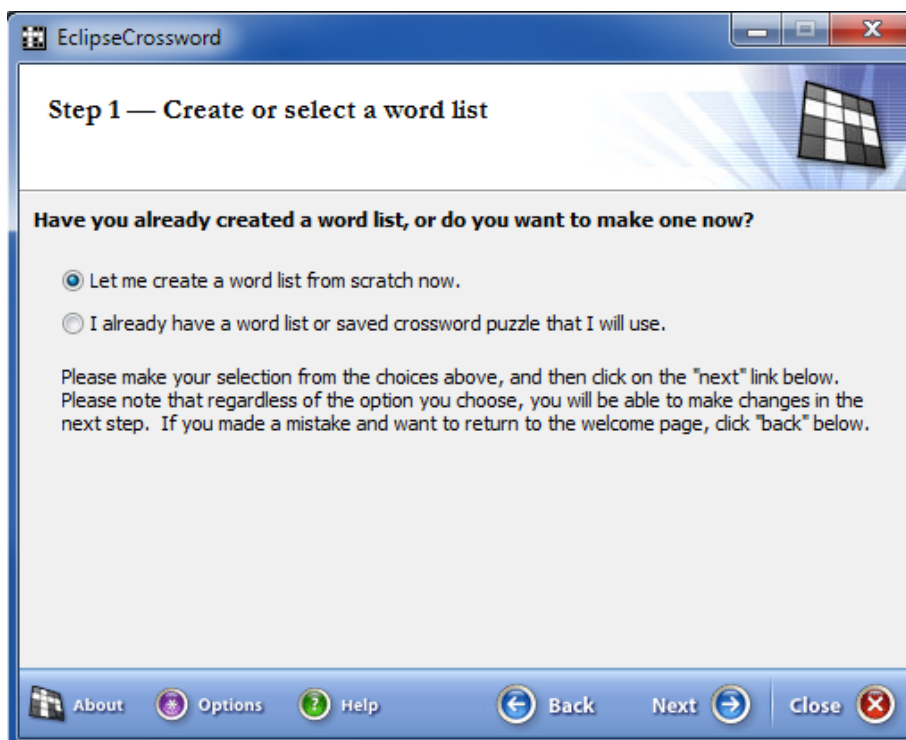 EclipseCrossword
Step 1 — Create or select a word list
Have you already created a word list, or do you want to make one now?
Let me create a word list from scratch now.
I already have a word list or saved crossword puzzle that I will use.
Please make your selection from the choices above, and then click on the "next" link below.
Please note that regardless of the option you choose, you will be able to make changes in the
next step.  If you made a mistake and want to return to the welcome page, click "back" below.
About Options Help Back Next Close